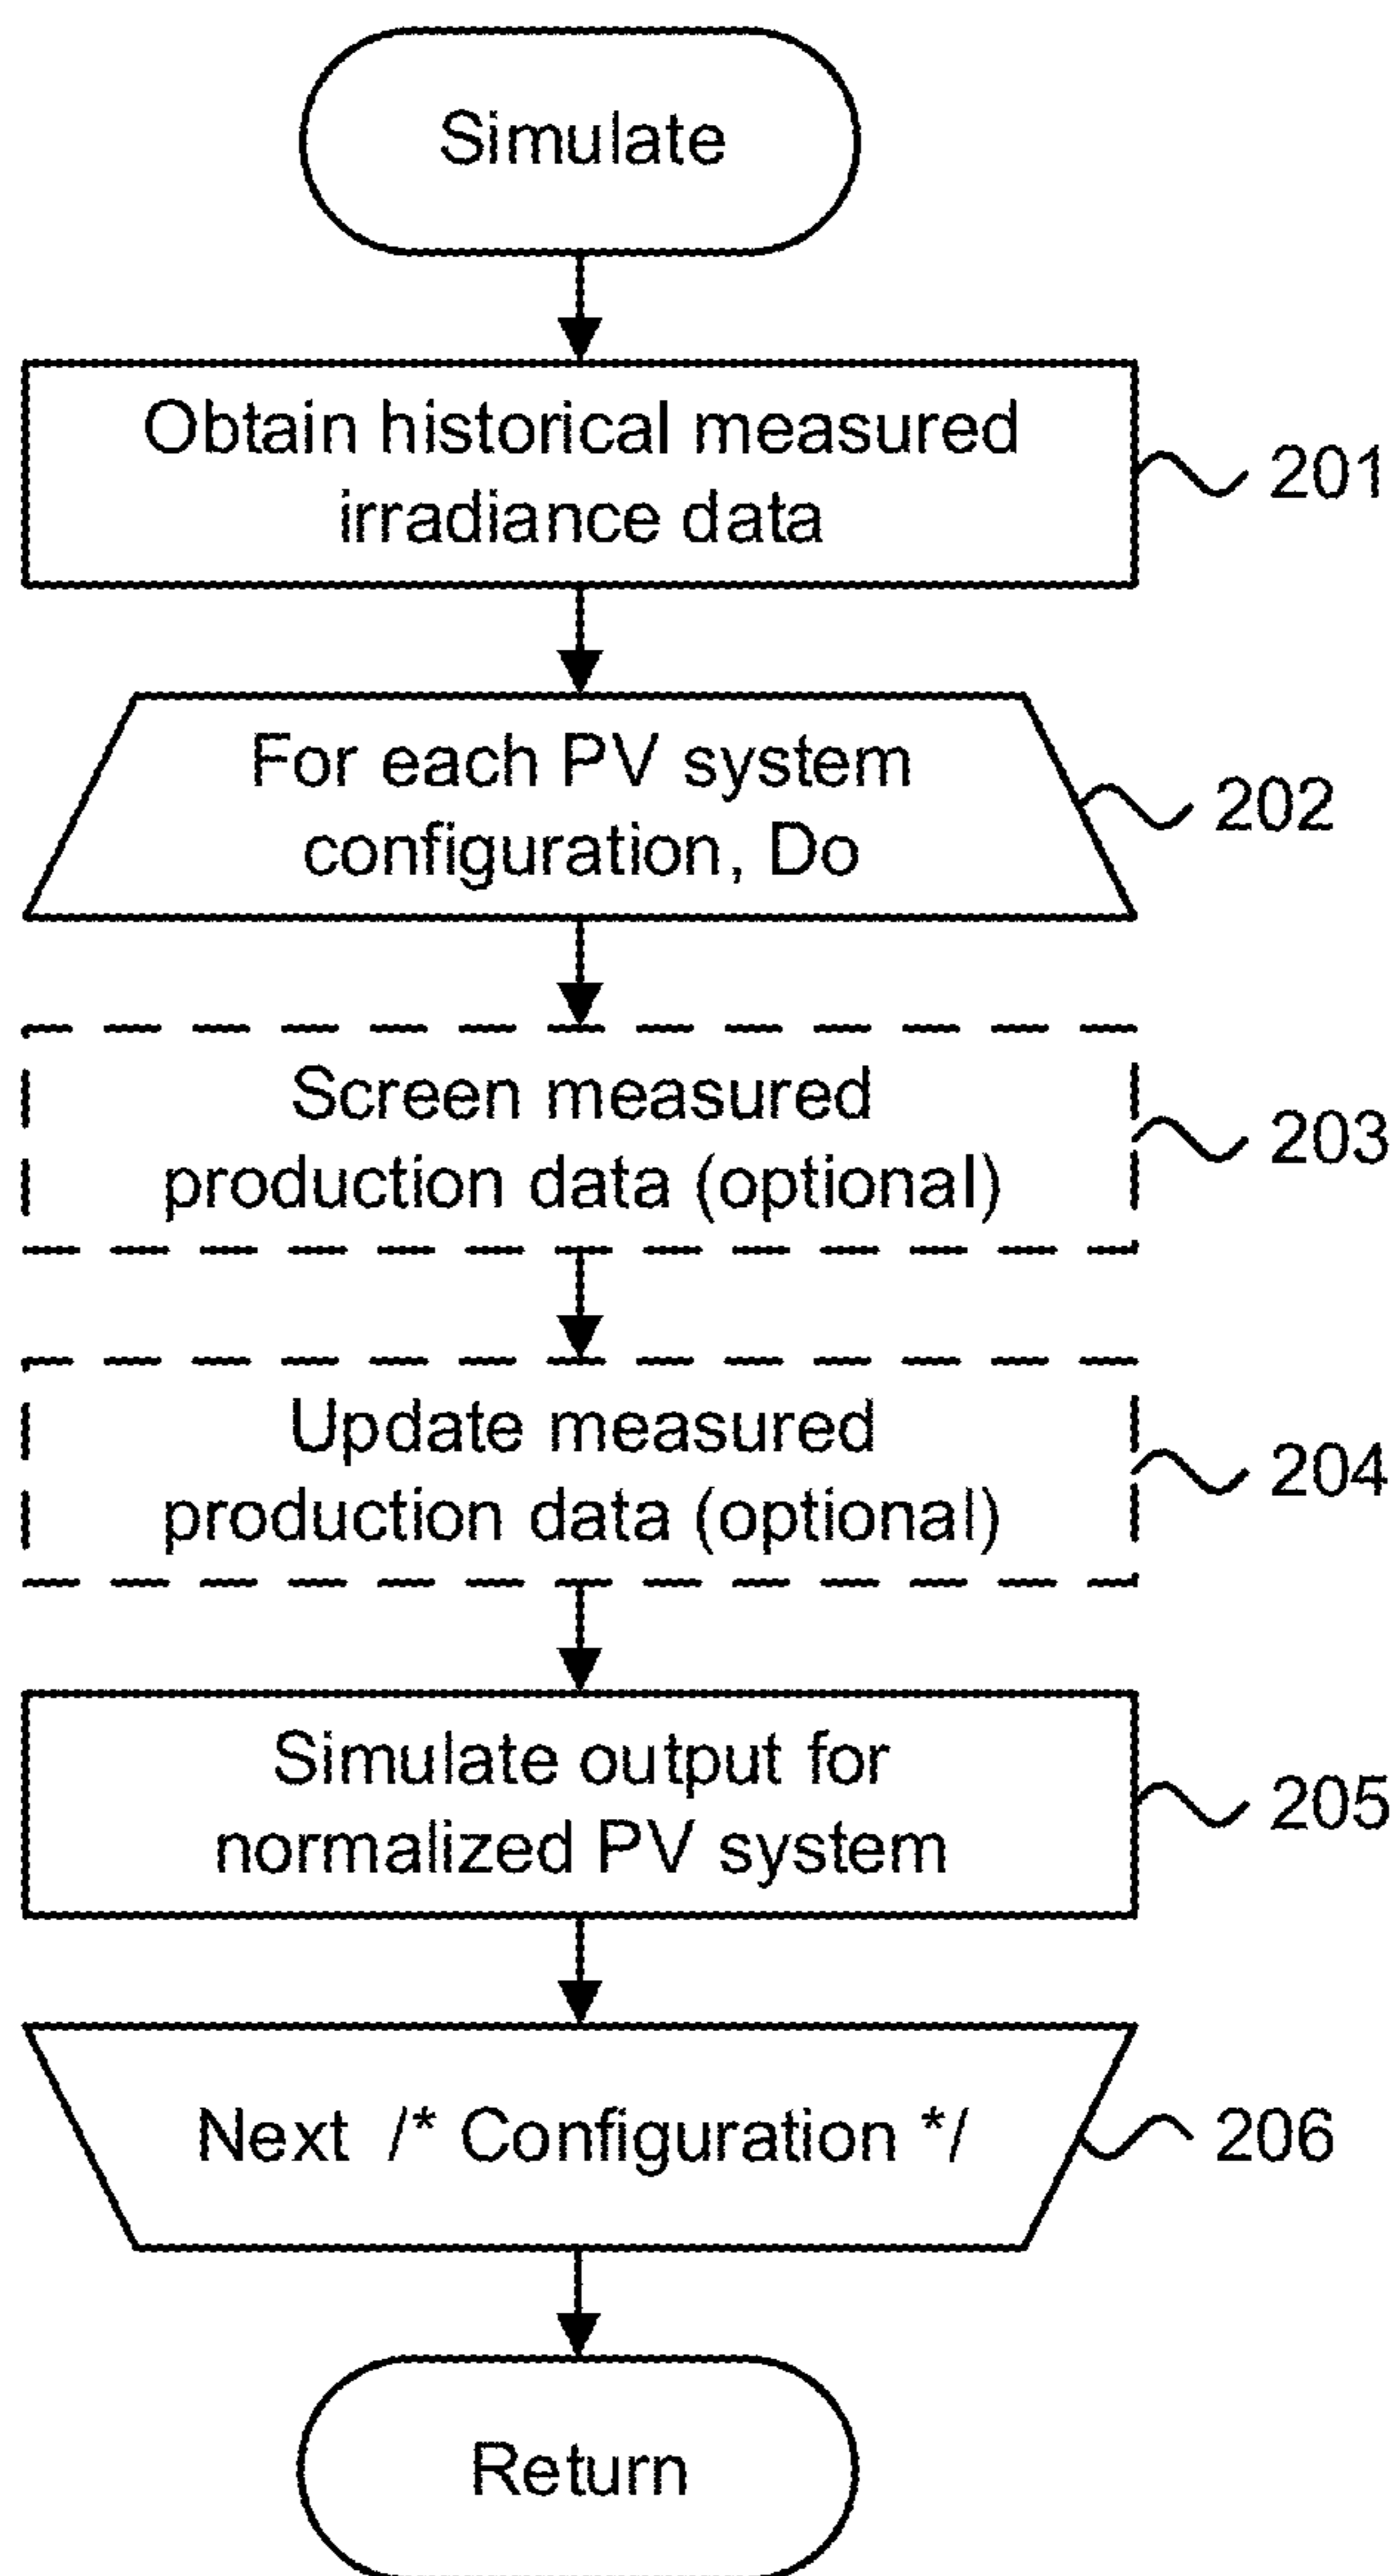 Simulate
Obtain historical measured
irradiance data
201
For each PV system
configuration, Do
202
Screen measured
production data (optional)
203
Update measured
production data (optional)
204
Simulate output for
normalized PV system
205
Next /* Configuration */
206
Return